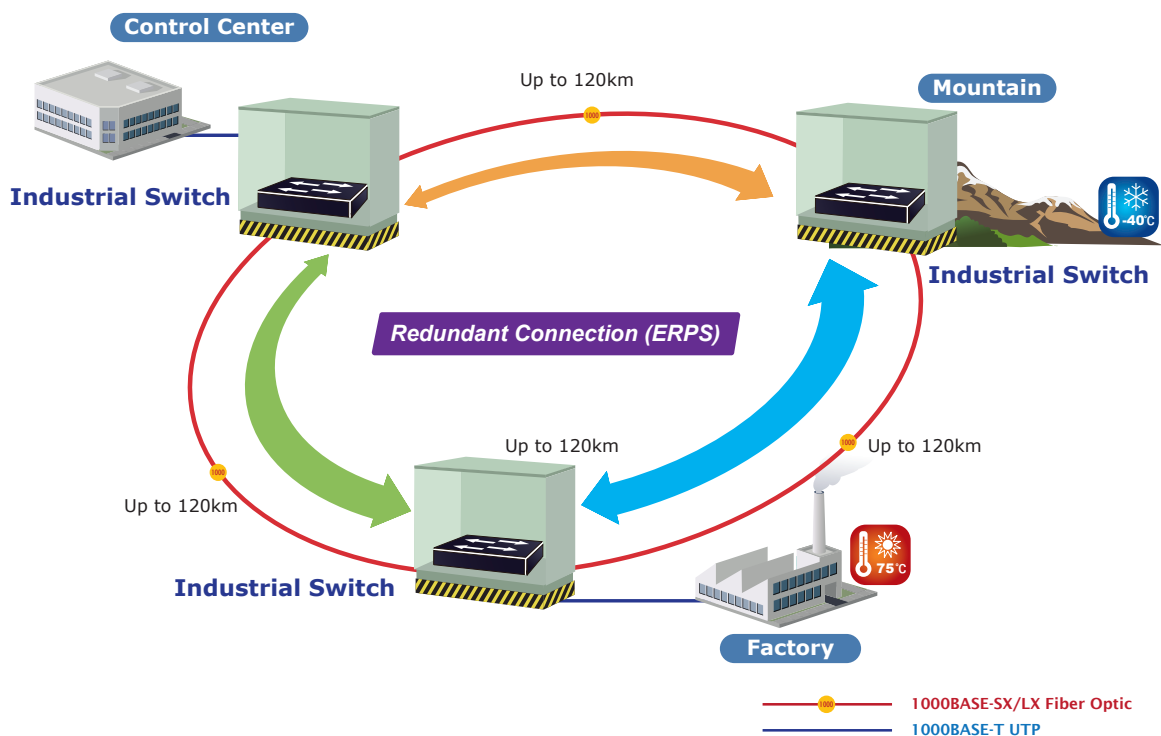 Control Center
Up to 120km
1000
Mountain
Industrial Switch
-40°C
Industrial Switch
Redundant Connection (ERPS)
Up to 120km
1000
Up to 120km
1000
Up to 120km
75°C
Industrial Switch
Factory
1000
1000BASE-SX/LX Fiber Optic
1000BASE-T UTP